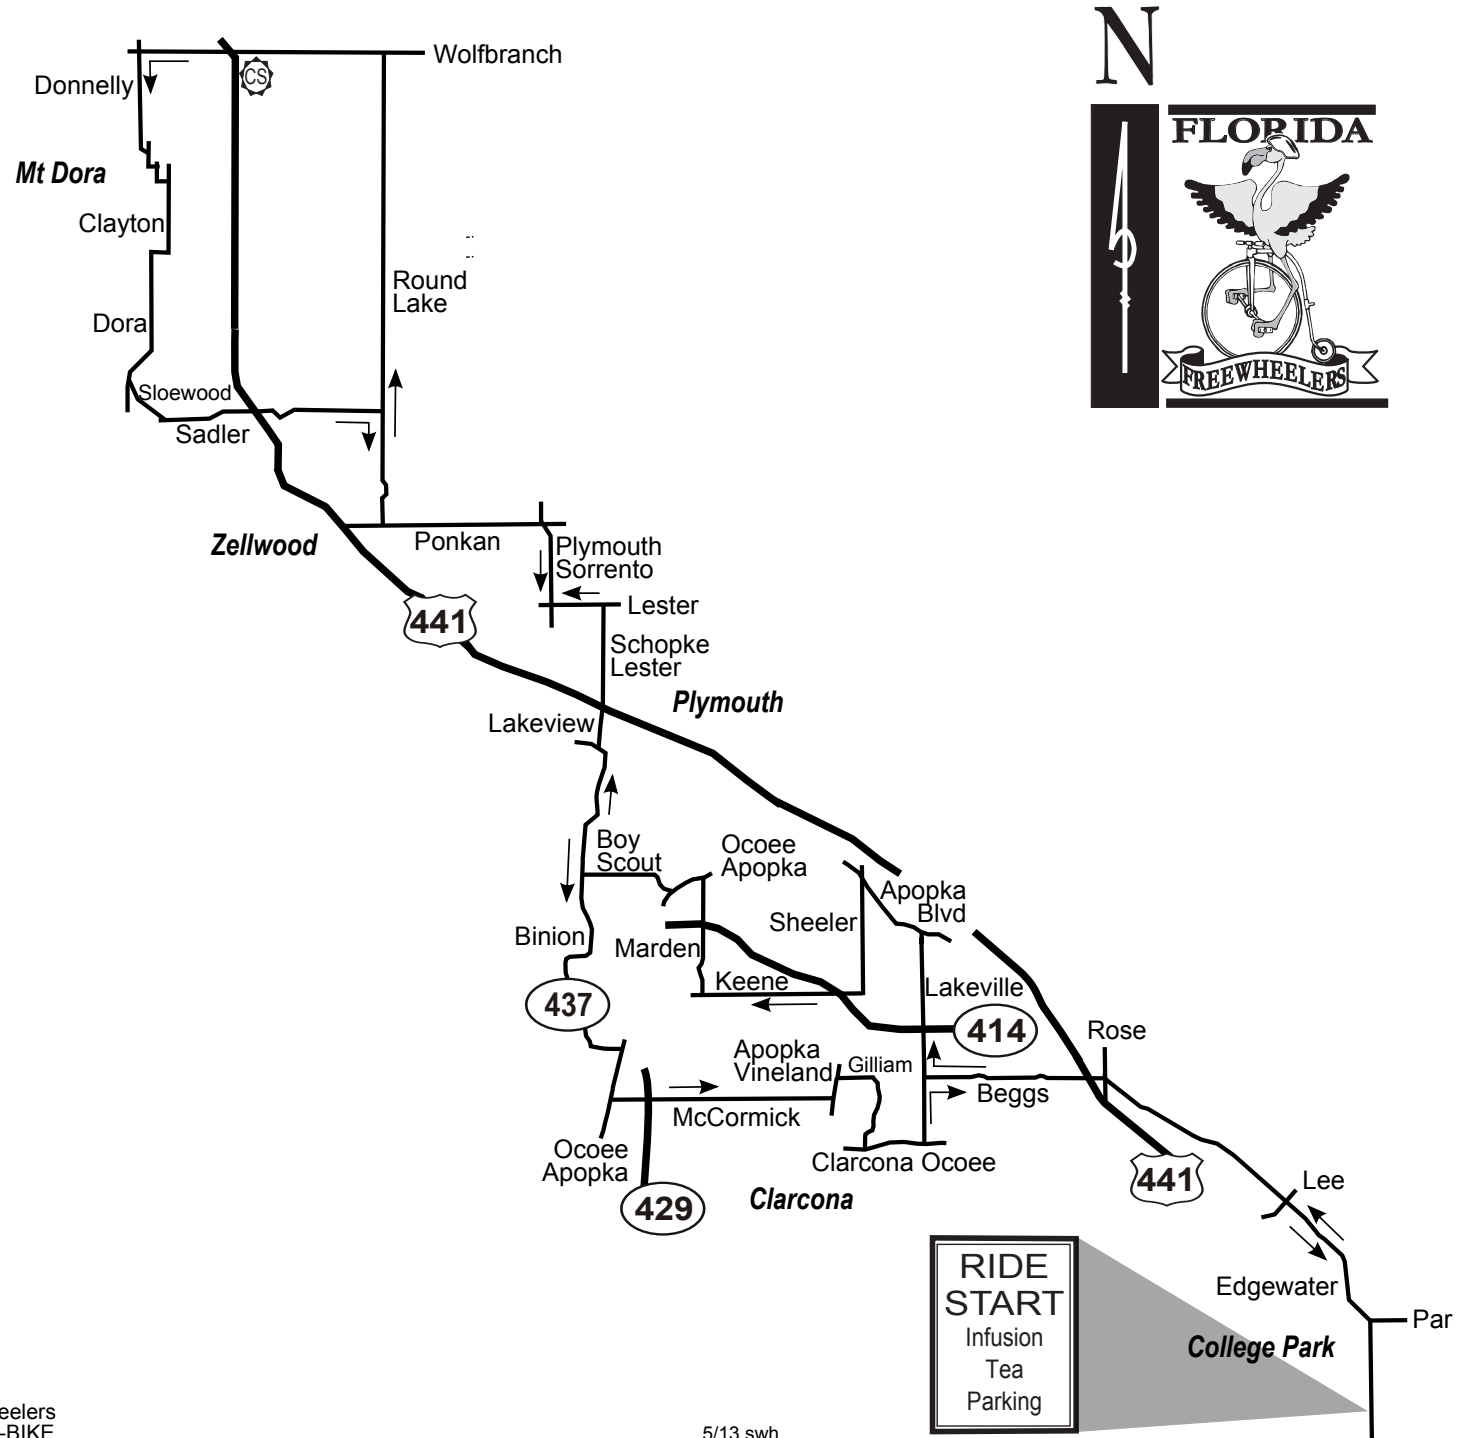 N
FLORIDA
FREEWHEELERS
Wolfbranch
CS
Donnelly
Mt Dora
Clayton
Round
Lake
Dora
Sloewood
Sadler
Zellwood
Ponkan
Plymouth
Sorrento
Lester
441
Schopke
Lester
Plymouth
Lakeview
Boy
Scout
Ocoee
Apopka
Apopka
Blvd
Sheeler
Binion
Marden
Keene
Lakeville
437
414
Rose
Apopka
Vineland
Gilliam
Beggs
McCormick
Ocoee
Apopka
Clarcona Ocoee
441
Lee
Clarcona
429
RIDE
START
Infusion
Tea
Parking
Edgewater
Par
College Park
eelers
-BIKE
5/13 swh